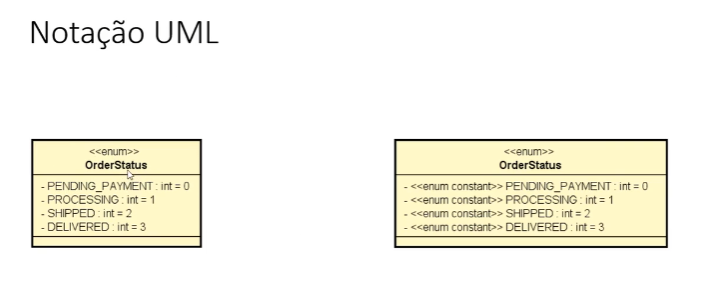 Notação UML
<<enum>>
OrderStatus
- PENDING_PAYMENT : int = 0
- PROCESSING : int = 1
- SHIPPED : int = 2
- DELIVERED : int = 3
<<enum>>
OrderStatus
- <<enum constant>> PENDING_PAYMENT : int = 0
- <<enum constant>> PROCESSING : int = 1
- <<enum constant>> SHIPPED : int = 2
- <<enum constant>> DELIVERED : int = 3